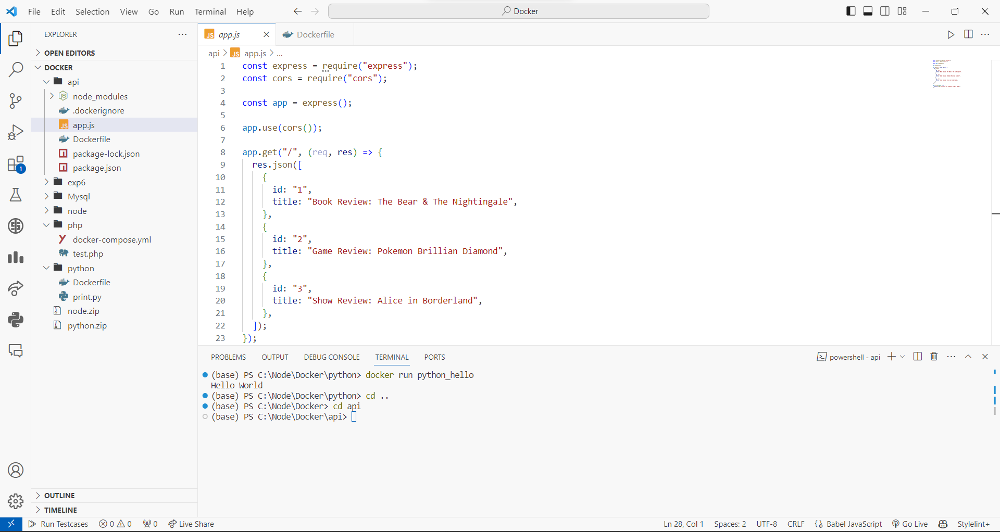 File Edit Selection View Go Run Terminal Help
Docker
EXPLORER
OPEN EDITORS
DOCKER
api
node_modules
.dockerignore
JS app.js
Dockerfile
package-lock.json
package.json
exp6
Mysql
node
php
docker-compose.yml
test.php
python
Dockerfile
print.py
node.zip
python.zip
OUTLINE
TIMELINE
1
JS app.js
Dockerfile
api > JS app.js > ...
1 const express = require("express");
2 const cors = require("cors");
3
4 const app = express();
5
6 app.use(cors());
7
8 app.get("/", (req, res) => {
9 res.json([
10 {
11 id: "1",
12 title: "Book Review: The Bear & The Nightingale",
13 },
14 {
15 id: "2",
16 title: "Game Review: Pokemon Brillian Diamond",
17 },
18 {
19 id: "3",
20 title: "Show Review: Alice in Borderland",
21 },
22 ]);
23 });
PROBLEMS OUTPUT DEBUG CONSOLE TERMINAL PORTS
powershell - api
(base) PS C:\Node\Docker\python> docker run python_hello
Hello World
(base) PS C:\Node\Docker\python> cd ..
(base) PS C:\Node\Docker> cd api
(base) PS C:\Node\Docker\api>
Run Testcases 0 0 0 Live Share
Ln 28, Col 1 Spaces: 2 UTF-8 CRLF Babel JavaScript Go Live Stylelint+